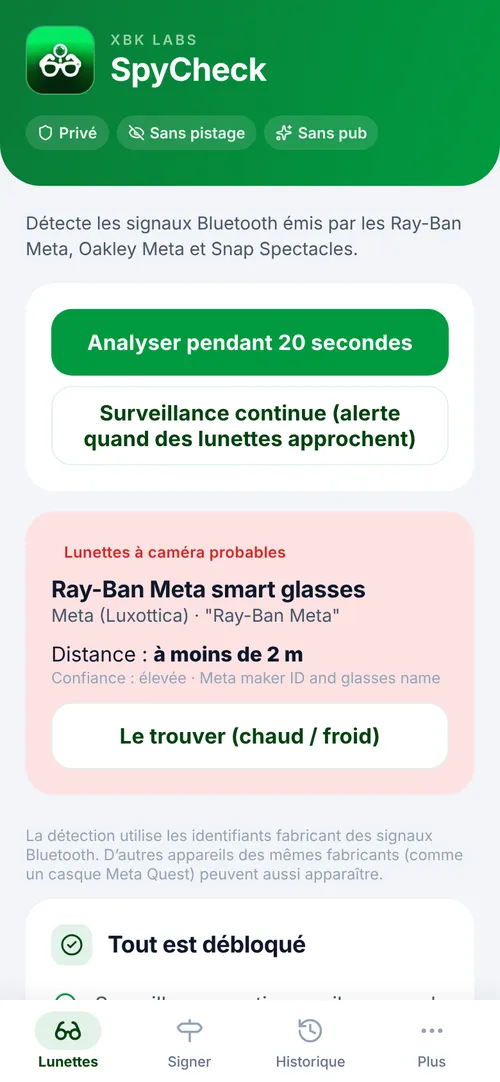 XBK LABS
SpyCheck
Privé
Sans pistage
Sans pub
Détecte les signaux Bluetooth émis par les Ray-Ban
Meta, Oakley Meta et Snap Spectacles.
Analyser pendant 20 secondes
Surveillance continue (alerte
quand des lunettes approchent)
Lunettes à caméra probables
Ray-Ban Meta smart glasses
Meta (Luxottica) · "Ray-Ban Meta"
Distance : à moins de 2 m
Confiance : élevée · Meta maker ID and glasses name
Le trouver (chaud / froid)
La détection utilise les identifiants fabricant des signaux
Bluetooth. D’autres appareils des mêmes fabricants (comme
un casque Meta Quest) peuvent aussi apparaître.
Tout est débloqué
Lunettes
Signer
Historique
Plus